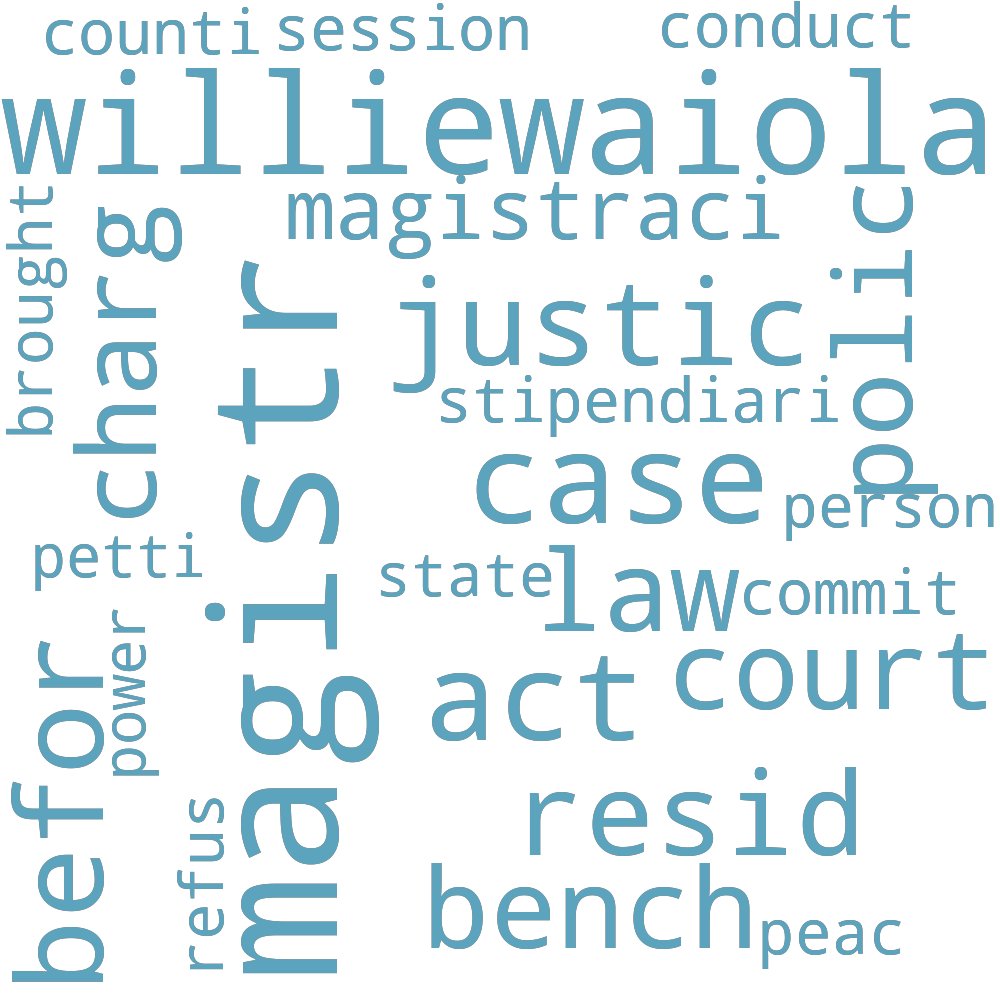 counti session conduct
williewaiola
magistraci
brought
charg
polic
magistr
justic
stipendiari
case
person
petti
state
law
commit
power
befor
act
court
resid
refus
bench
peac